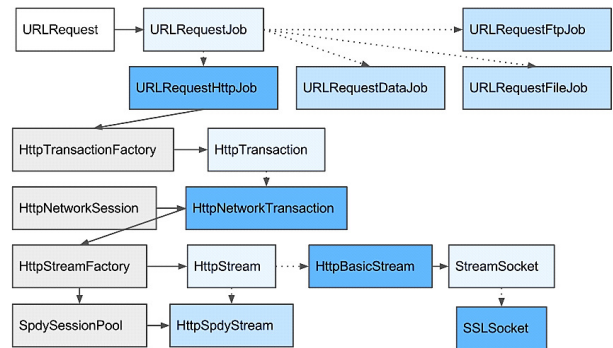 URLRequest
URLRequestJob
URLRequestFtpJob
URLRequestHttpJob
URLRequestDataJob
URLRequestFileJob
HttpTransactionFactory
HttpTransaction
HttpNetworkSession
HttpNetworkTransaction
HttpStreamFactory
HttpStream
HttpBasicStream
StreamSocket
SpdySessionPool
HttpSpdyStream
SSLSocket